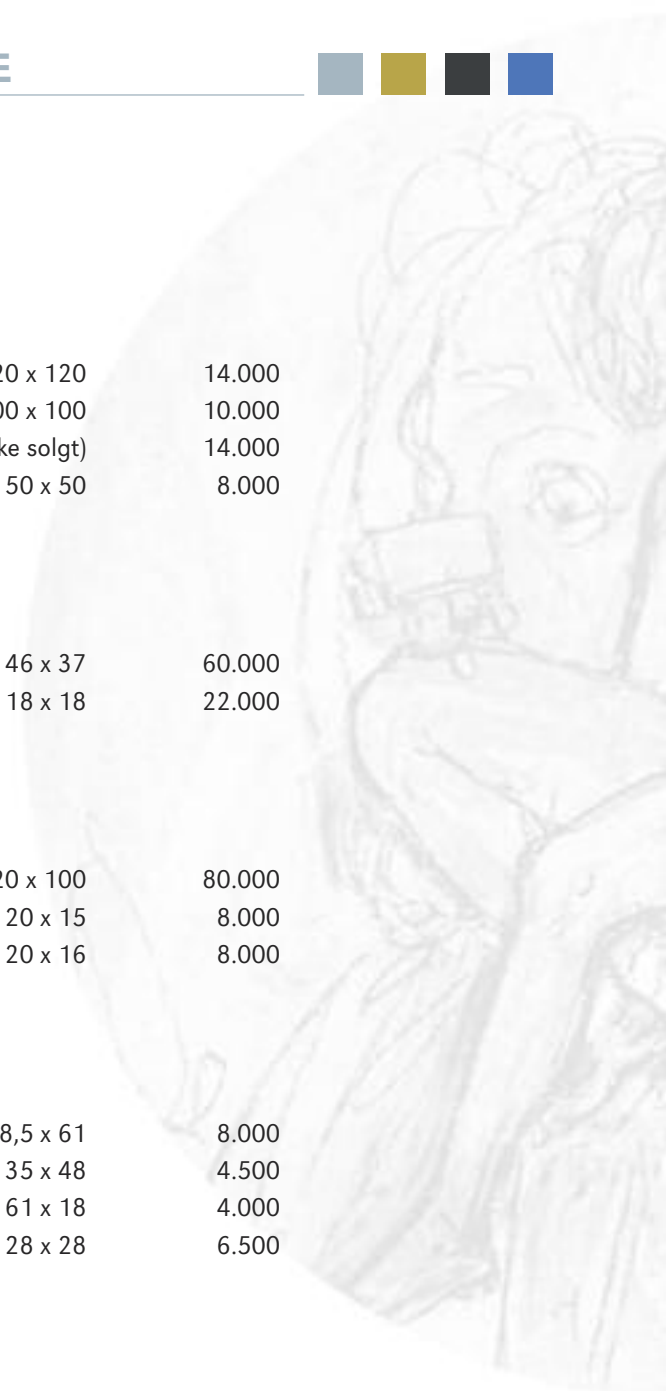 E
20 x 120 14.000
00 x 100 10.000
ke solgt) 14.000
50 x 50 8.000
46 x 37 60.000
18 x 18 22.000
20 x 100 80.000
20 x 15 8.000
20 x 16 8.000
8,5 x 61 8.000
35 x 48 4.500
61 x 18 4.000
28 x 28 6.500